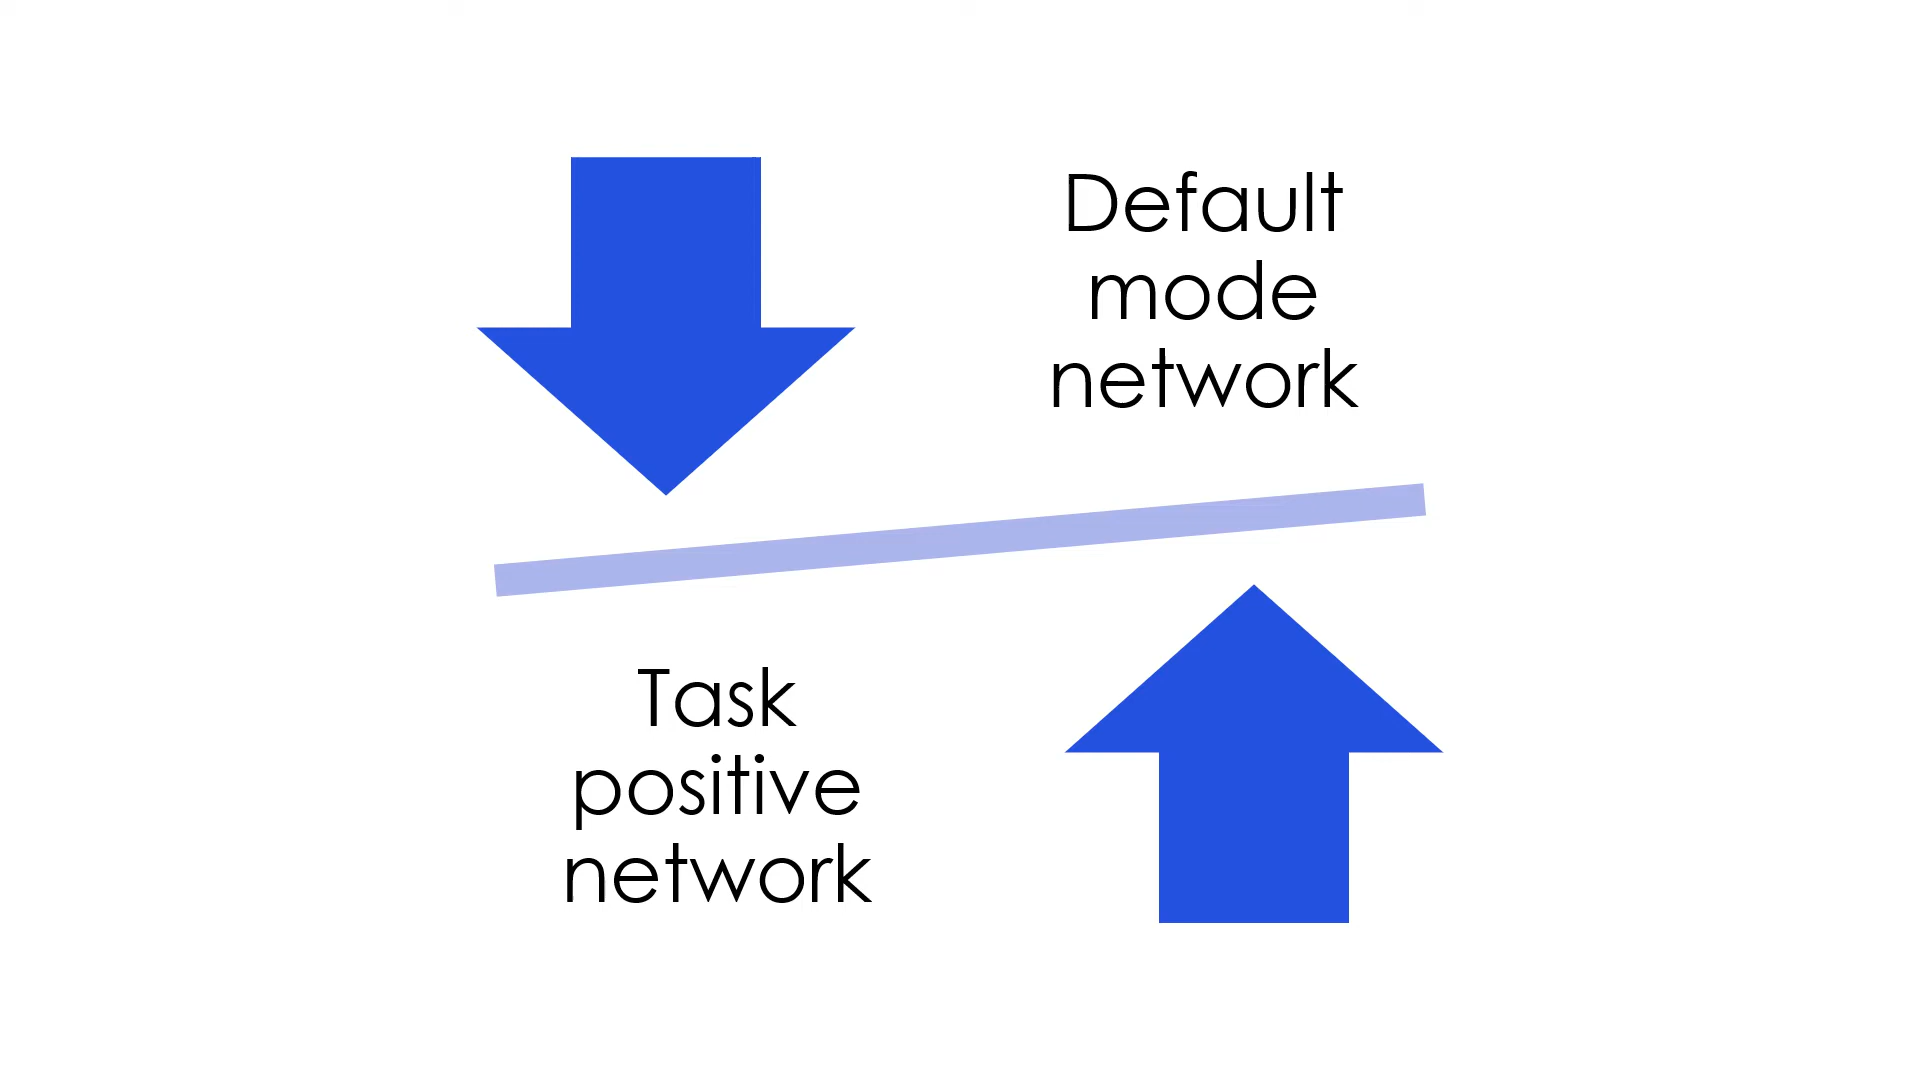 Default
mode
network
Task
positive
network